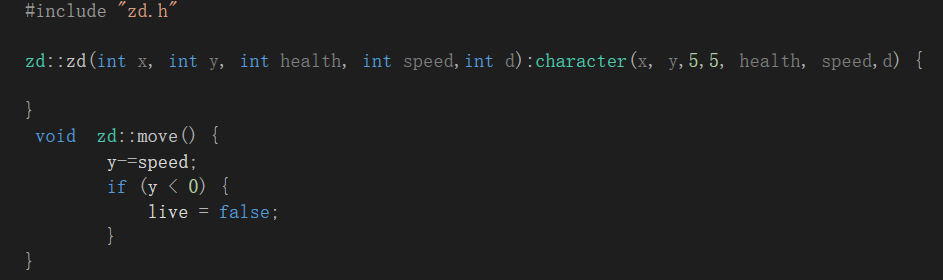 #include "zd.h"
zd::zd(int x, int y, int health, int speed,int d):character(x, y,5,5, health, speed,d) {
}
void  zd::move() {
y-=speed;
if (y < 0) {
live = false;
}
}